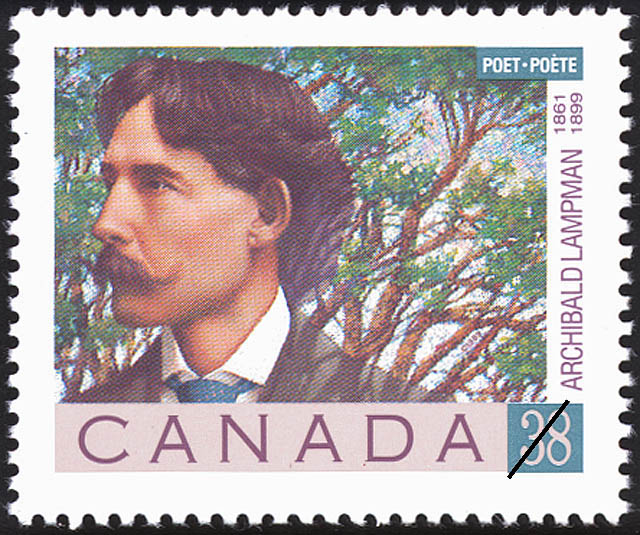 POET • POÈTE
1861
1899
ARCHIBALD LAMPMAN
CANADA
38